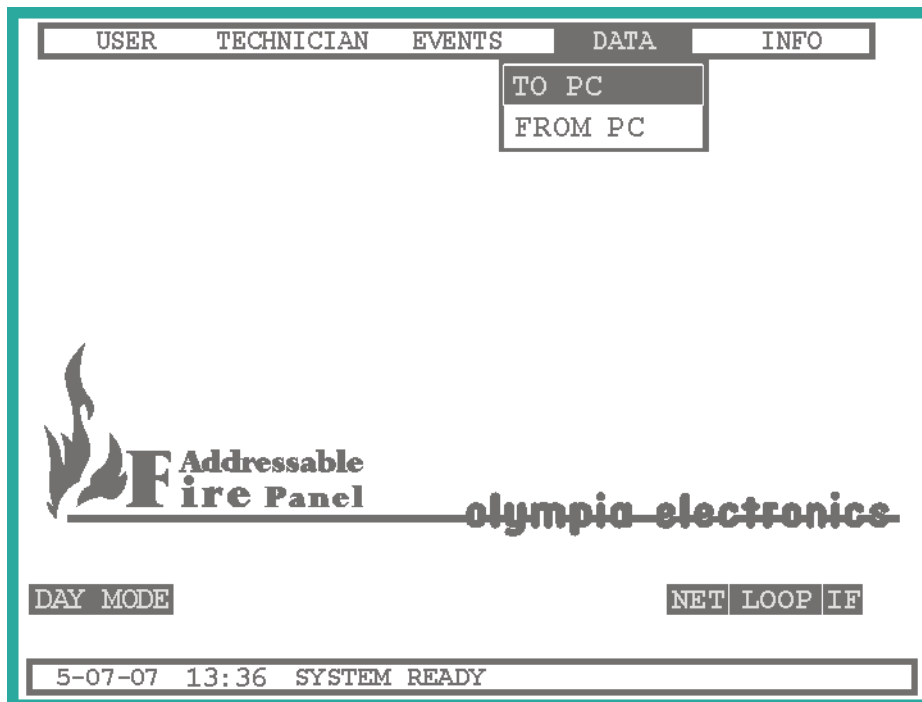 USER TECHNICIAN EVENTS DATA INFO
TO PC
FROM PC
Addressable
Fire Panel
olympia electronics
DAY MODE
NET LOOP IF
5-07-07 13:36 SYSTEM READY